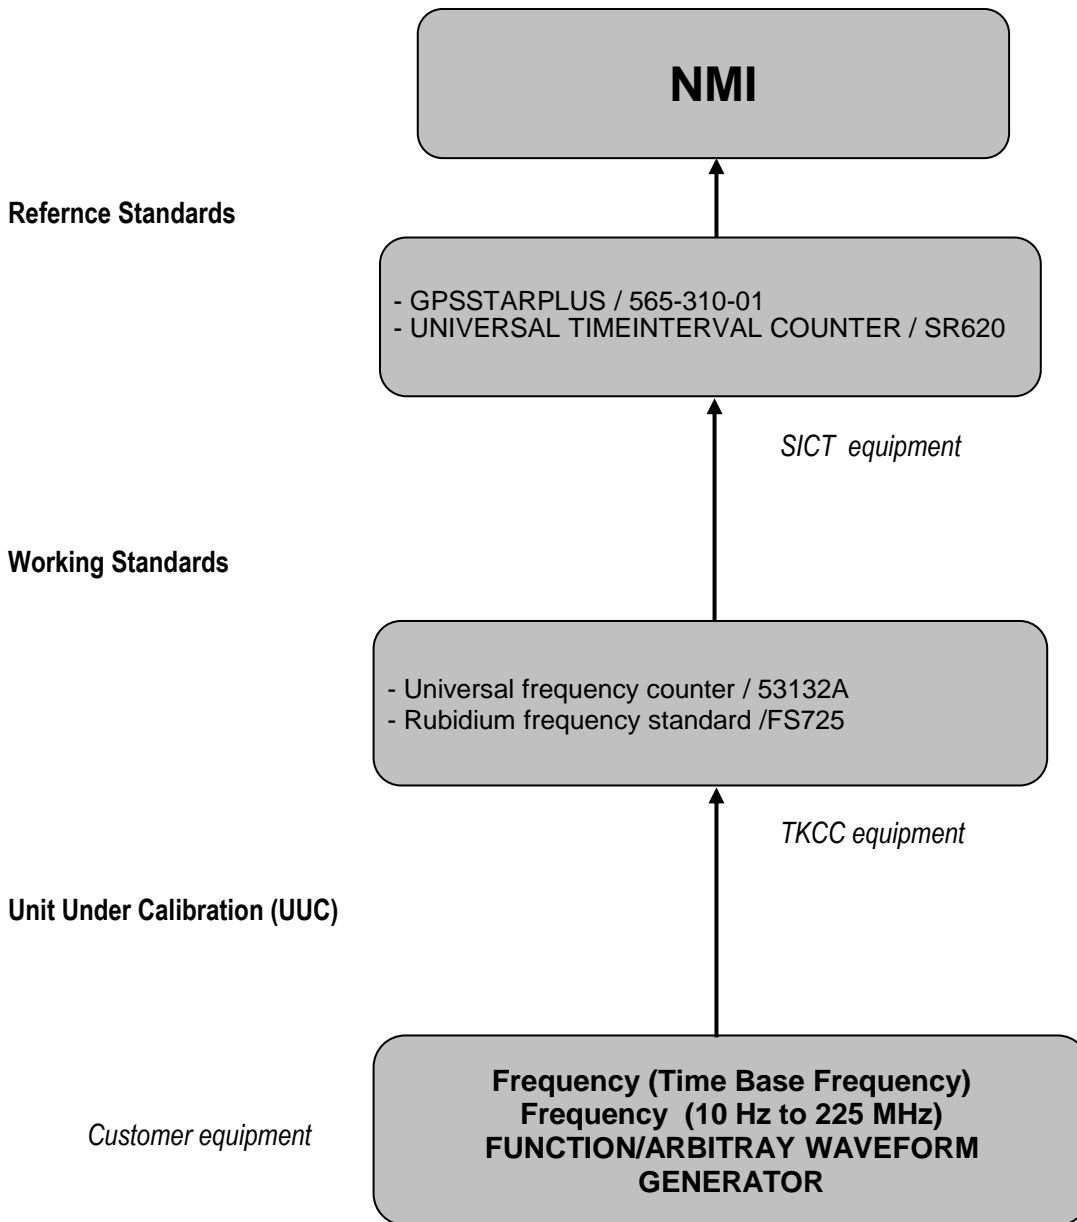 NMI
Refernce Standards
- GPSSTARPLUS / 565-310-01
- UNIVERSAL TIMEINTERVAL COUNTER / SR620
SICT equipment
Working Standards
- Universal frequency counter / 53132A
- Rubidium frequency standard /FS725
TKCC equipment
Unit Under Calibration (UUC)
Frequency (Time Base Frequency)
Frequency (10 Hz to 225 MHz)
FUNCTION/ARBITRAY WAVEFORM
GENERATOR
Customer equipment